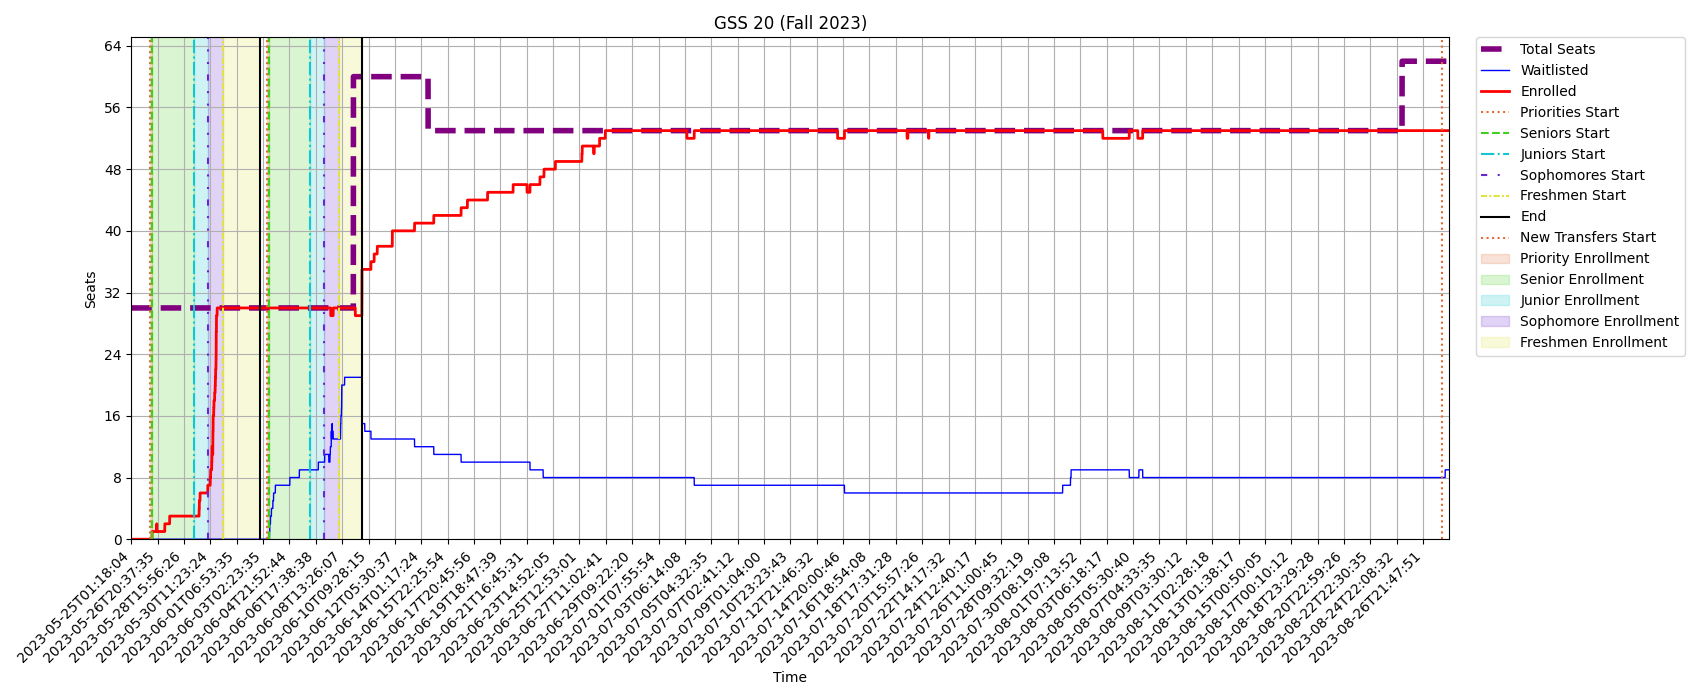 GSS 20 (Fall 2023)
64
56
48
40
32
24
16
8
0
Seats
Total Seats
Waitlisted
Enrolled
Priorities Start
Seniors Start
Juniors Start
Sophomores Start
Freshmen Start
End
New Transfers Start
Priority Enrollment
Senior Enrollment
Junior Enrollment
Sophomore Enrollment
Freshmen Enrollment
2023-05-25T01:18:04
2023-05-26T20:37:35
2023-05-28T15:56:26
2023-05-30T11:23:24
2023-06-01T06:53:35
2023-06-03T02:23:35
2023-06-04T21:52:44
2023-06-06T17:38:38
2023-06-08T13:26:07
2023-06-10T09:28:15
2023-06-12T05:30:37
2023-06-14T01:17:24
2023-06-15T22:25:54
2023-06-17T20:45:56
2023-06-19T18:47:39
2023-06-21T16:45:31
2023-06-23T14:52:05
2023-06-25T12:53:01
2023-06-27T11:02:41
2023-06-29T09:22:20
2023-07-01T07:55:54
2023-07-03T06:14:08
2023-07-05T04:32:35
2023-07-07T02:41:12
2023-07-09T01:04:00
2023-07-10T23:23:43
2023-07-12T21:46:32
2023-07-14T20:00:46
2023-07-16T18:54:08
2023-07-18T17:31:28
2023-07-20T15:57:26
2023-07-22T14:17:32
2023-07-24T12:40:17
2023-07-26T11:00:45
2023-07-28T09:32:19
2023-07-30T08:19:08
2023-08-01T07:13:52
2023-08-03T06:18:17
2023-08-05T05:30:40
2023-08-07T04:33:35
2023-08-09T03:30:12
2023-08-11T02:28:18
2023-08-13T01:38:17
2023-08-15T00:50:05
2023-08-17T00:10:12
2023-08-18T23:29:28
2023-08-20T22:59:26
2023-08-22T22:30:35
2023-08-24T22:08:32
2023-08-26T21:47:51
Time